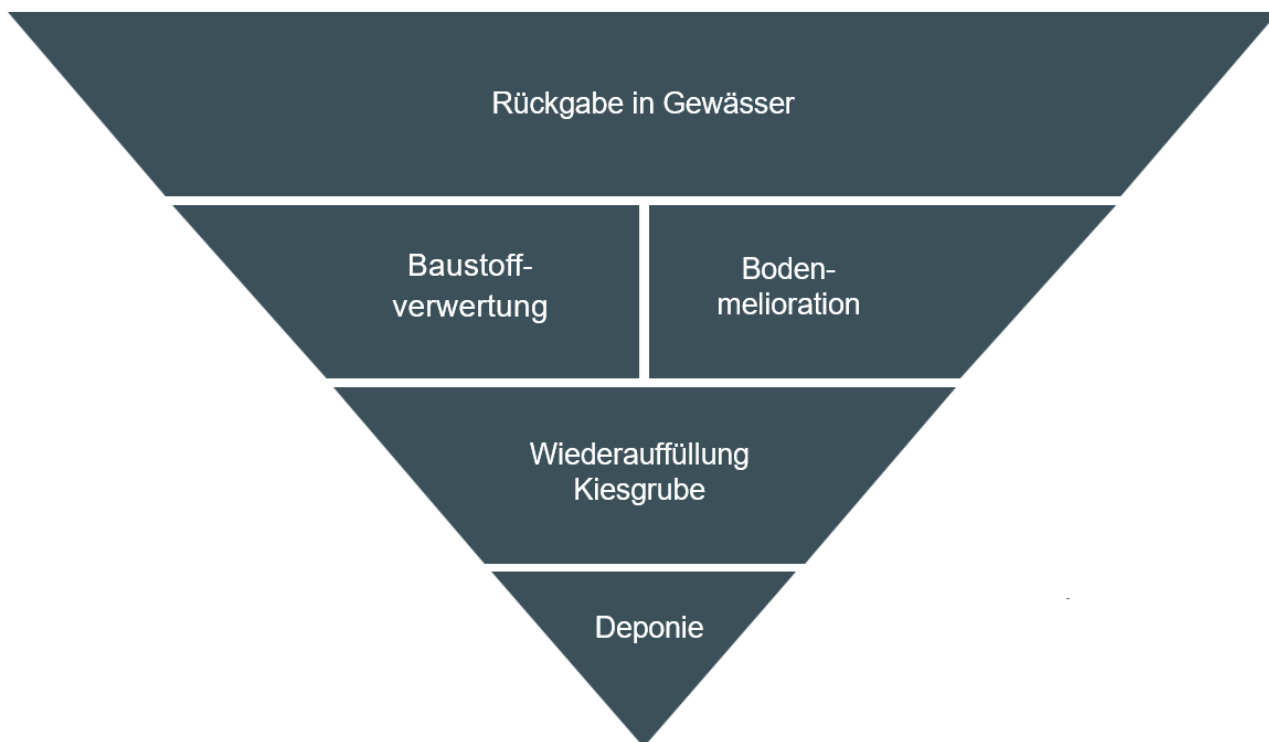 Rückgabe in Gewässer
Baustoff-
verwertung
Boden-
melioration
Wiederauffüllung
Kiesgrube
Deponie